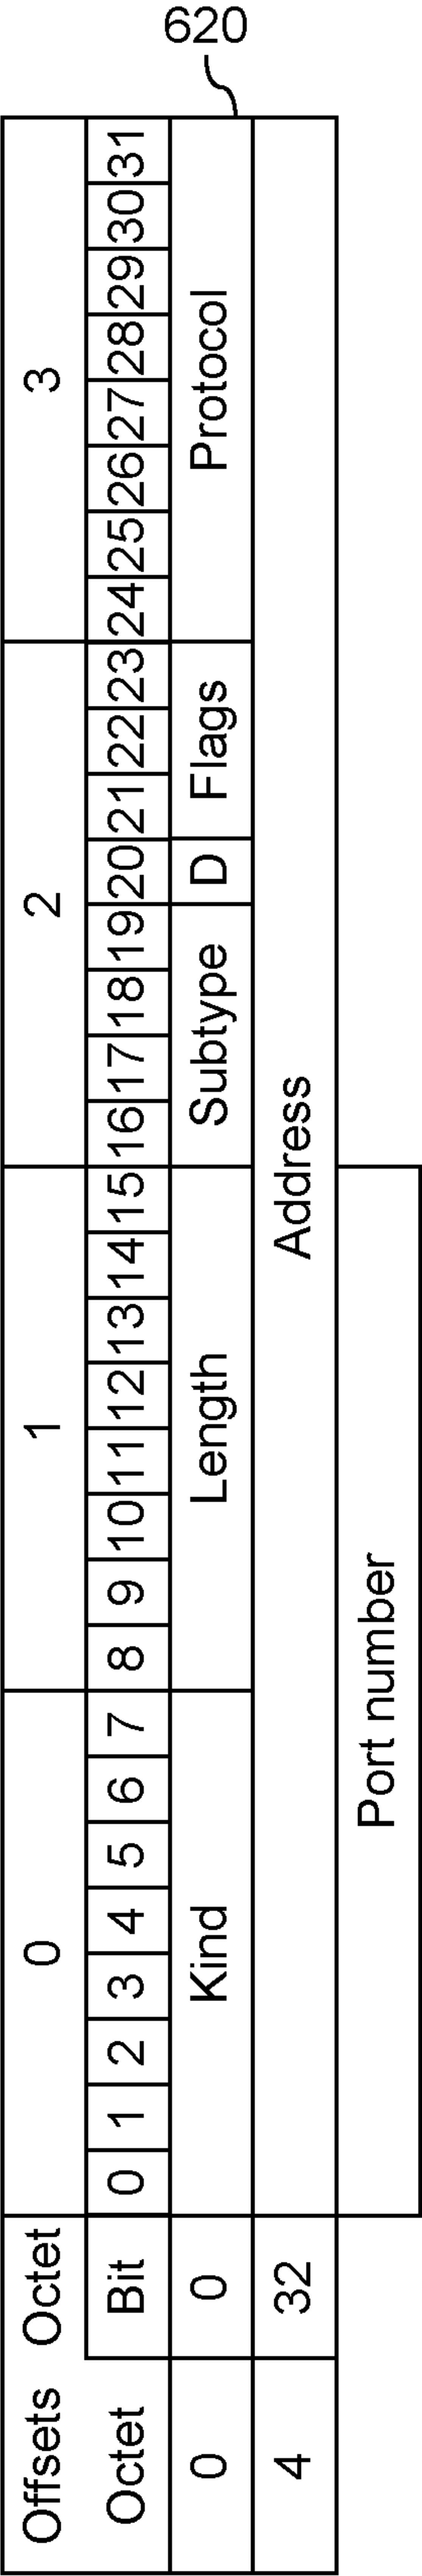 620
Offsets Octet 0 1 2 3
Octet Bit 0 1 2 3 4 5 6 7 8 9 10 11 12 13 14 15 16 17 18 19 20 21 22 23 24 25 26 27 28 29 30 31
0 0 Kind Length Subtype D Flags Protocol
4 32 Address
Port number